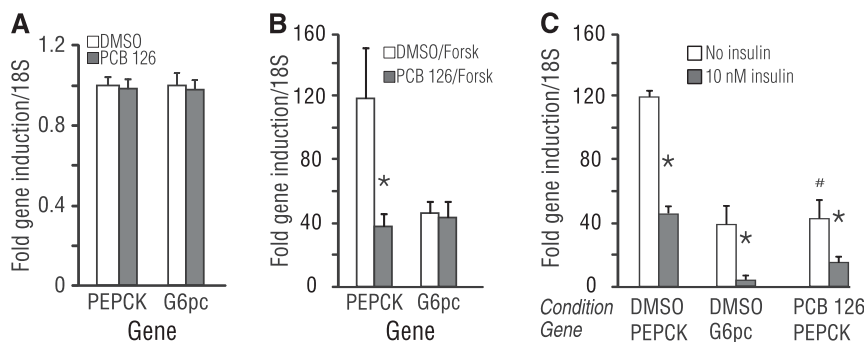 A
Fold gene induction/18S
1.2
0.8
0.4
0
DMSO
PCB 126
PEPCK G6pc
Gene
B
Fold gene induction/18S
160
120
80
40
0
DMSO/Forsk
PCB 126/Forsk
*
PEPCK G6pc
Gene
C
Fold gene induction/18S
160
120
80
40
0
No insulin
10 nM insulin
*
*
#
*
Condition DMSO DMSO PCB 126
Gene PEPCK G6pc PEPCK